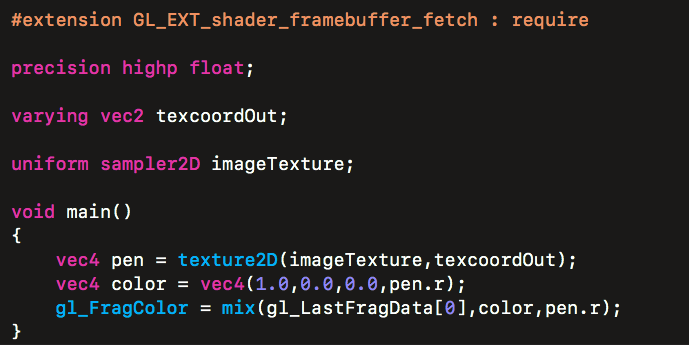 #extension GL_EXT_shader_framebuffer_fetch : require
precision highp float;
varying vec2 texcoordOut;
uniform sampler2D imageTexture;
void main()
{
    vec4 pen = texture2D(imageTexture,texcoordOut);
    vec4 color = vec4(1.0,0.0,0.0,pen.r);
    gl_FragColor = mix(gl_LastFragData[0],color,pen.r);
}